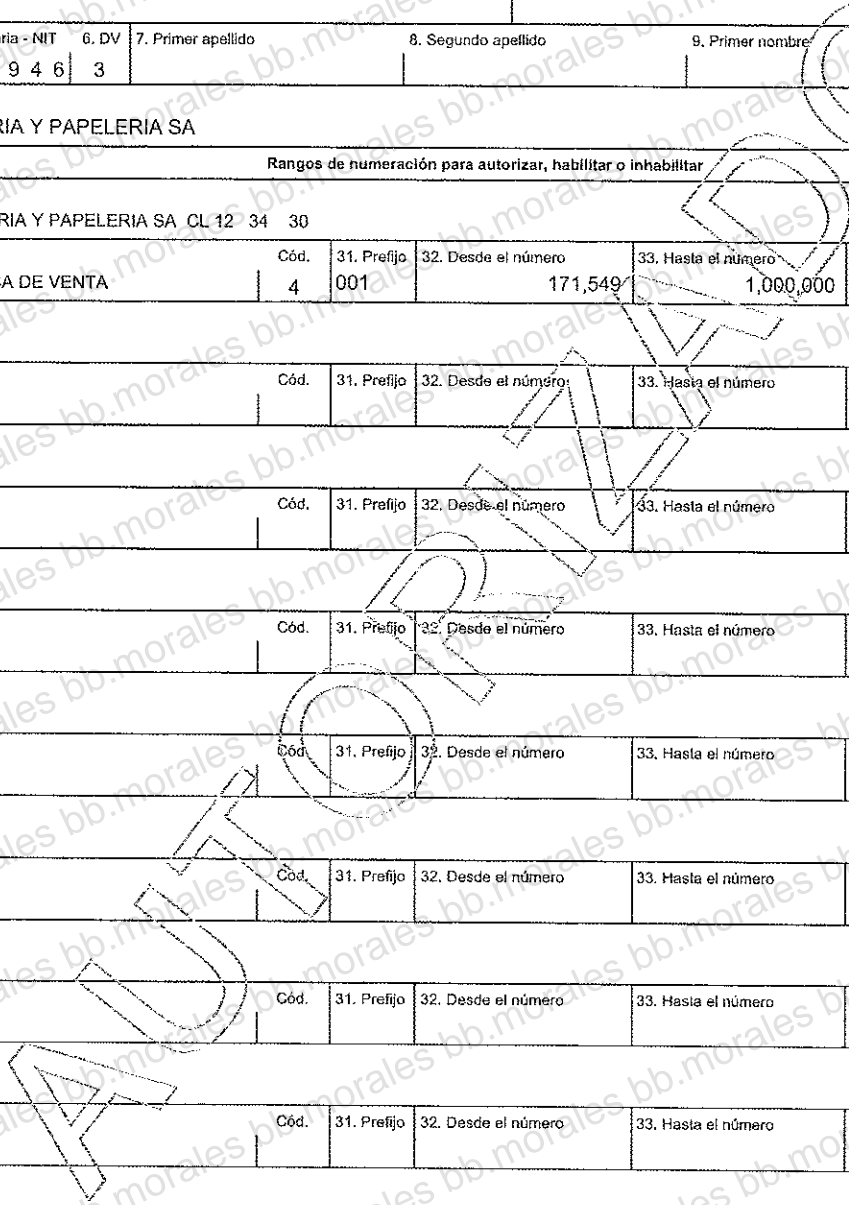 ria - NIT 6. DV 7. Primer apellido 8. Segundo apellido 9. Primer nombre
9 4 6 3
RIA Y PAPELERIA SA
Rangos de numeración para autorizar, habilitar o inhabilitar
RIA Y PAPELERIA SA CL 12 34 30
Cód. 31. Prefijo 32. Desde el número 33. Hasta el número
A DE VENTA 4 001 171,549 1,000,000
Cód. 31. Prefijo 32. Desde el número 33. Hasta el número
Cód. 31. Prefijo 32. Desde el número 33. Hasta el número
Cód. 31. Prefijo 32. Desde el número 33. Hasta el número
Cód. 31. Prefijo 32. Desde el número 33. Hasta el número
Cód. 31. Prefijo 32. Desde el número 33. Hasta el número
Cód. 31. Prefijo 32. Desde el número 33. Hasta el número
Cód. 31. Prefijo 32. Desde el número 33. Hasta el número
AUTORIZADO
bb.morales bb.morales bb.morales